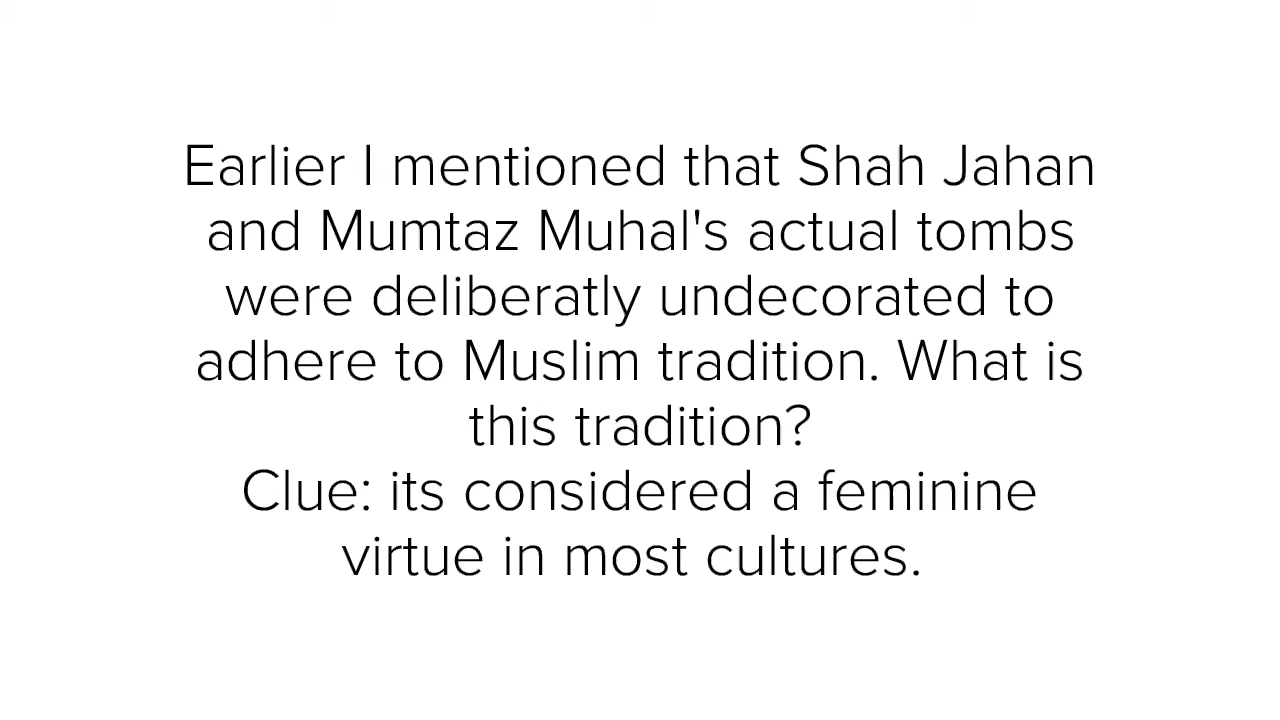 Earlier I mentioned that Shah Jahan
and Mumtaz Muhal's actual tombs
were deliberatly undecorated to
adhere to Muslim tradition. What is
this tradition?
Clue: its considered a feminine
virtue in most cultures.